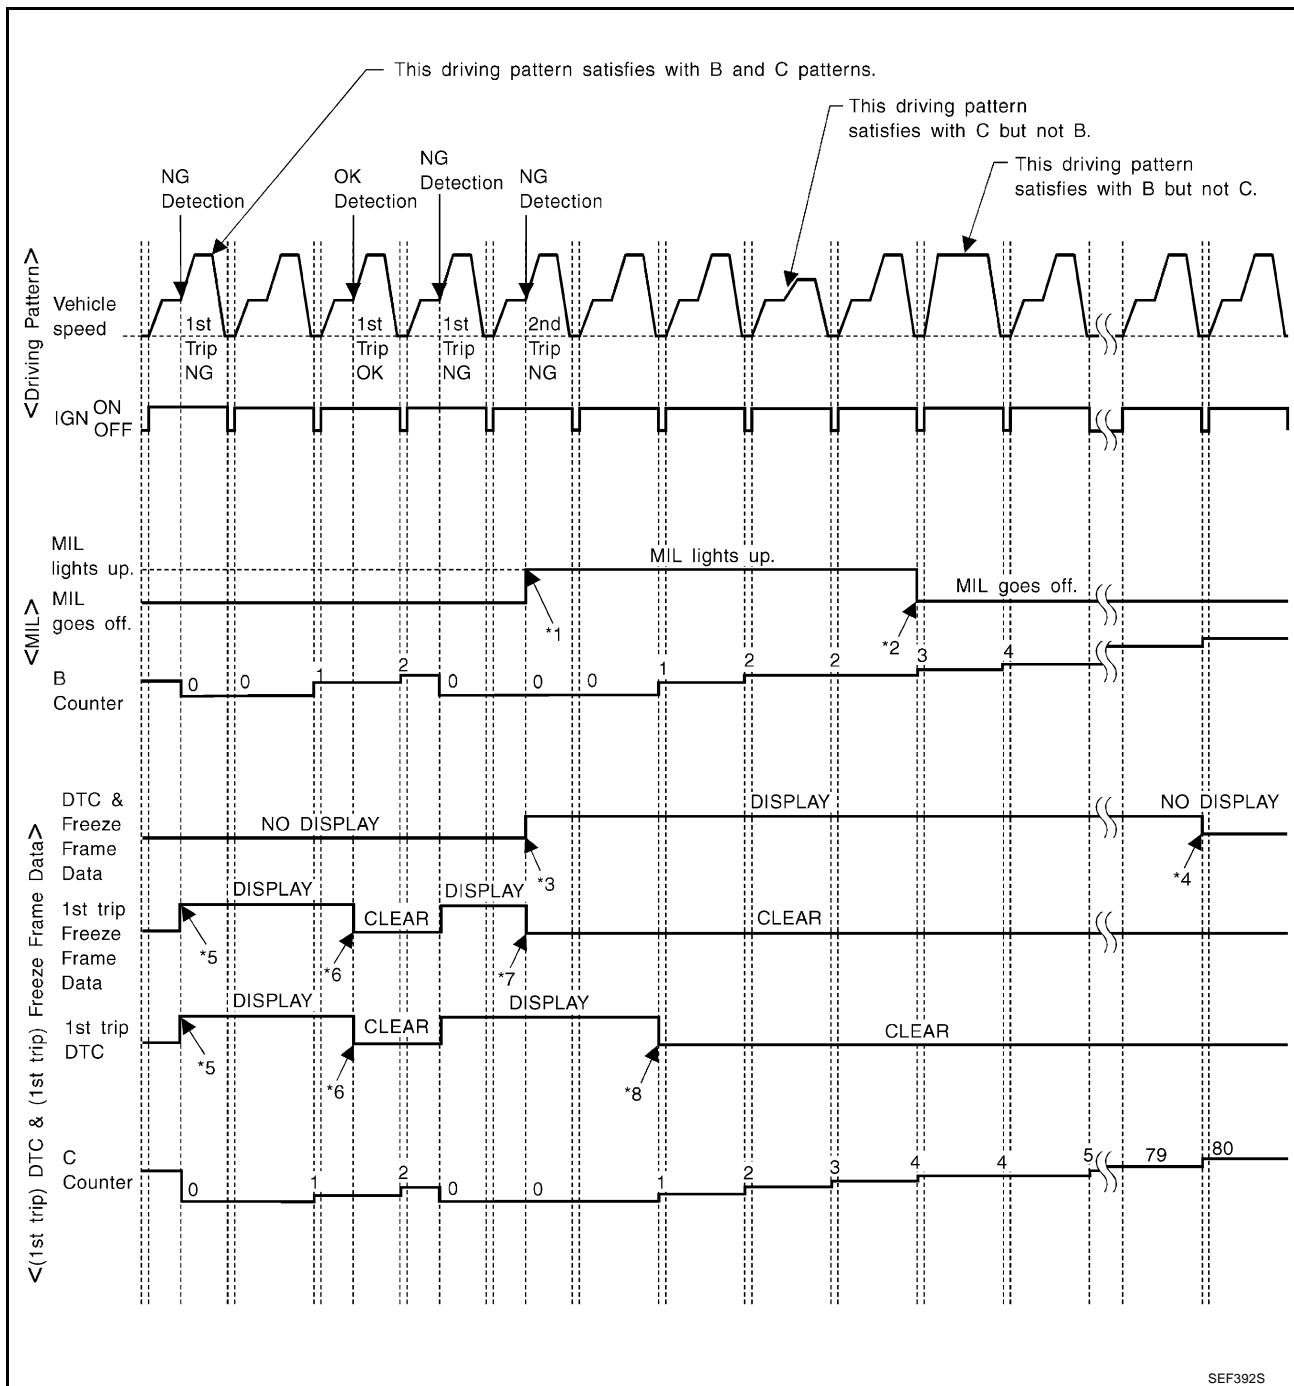 This driving pattern satisfies with B and C patterns.
This driving pattern
satisfies with C but not B.
This driving pattern
satisfies with B but not C.
NG
Detection
OK
Detection
NG
Detection
NG
Detection
<Driving Pattern>
Vehicle
speed
1st
Trip
NG
1st
Trip
OK
1st
Trip
NG
2nd
Trip
NG
IGN ON
OFF
<MIL>
MIL
lights up.
MIL
goes off.
MIL lights up.
MIL goes off.
*1
*2
B
Counter
0 0 1 2 0 0 0 1 2 2 3 4
<(1st trip) DTC & (1st trip) Freeze Frame Data>
DTC &
Freeze
Frame
Data
NO DISPLAY
DISPLAY
NO DISPLAY
*3
*4
1st trip
Freeze
Frame
Data
DISPLAY
CLEAR
DISPLAY
CLEAR
*5
*6
*7
1st trip
DTC
DISPLAY
CLEAR
DISPLAY
CLEAR
*5
*6
*8
C
Counter
0 1 2 0 0 1 2 3 4 4 5 79 80
SEF392S